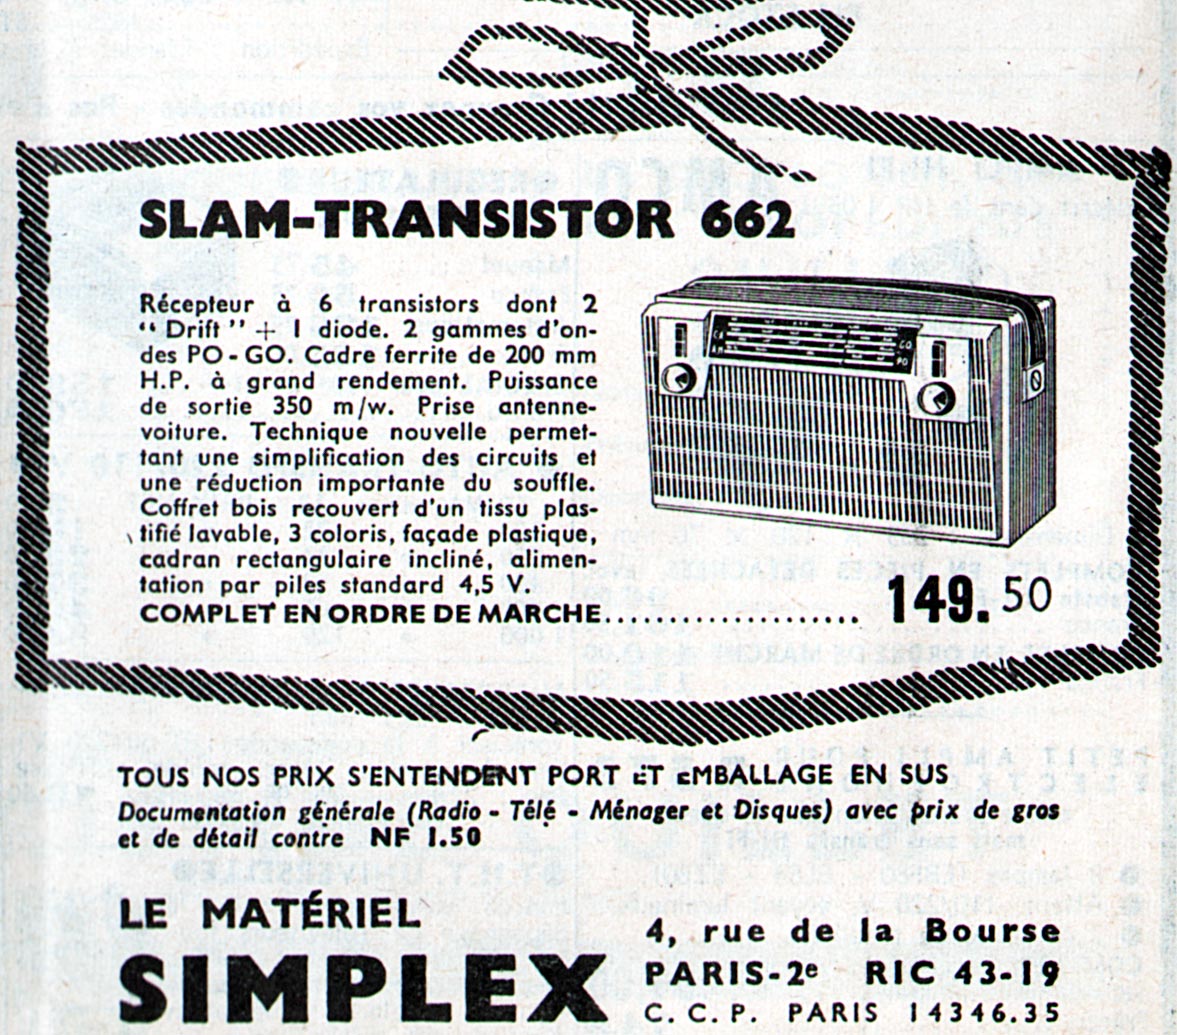 SLAM-TRANSISTOR 662
Récepteur à 6 transistors dont 2
“ Drift ” + 1 diode. 2 gammes d'on-
des PO - GO. Cadre ferrite de 200 mm
H.P. à grand rendement. Puissance
de sortie 350 m/w. Prise antenne-
voiture. Technique nouvelle permet-
tant une simplification des circuits et
une réduction importante du souffle.
Coffret bois recouvert d'un tissu plas-
tifié lavable, 3 coloris, façade plastique,
cadran rectangulaire incliné, alimen-
tation par piles standard 4,5 V.
COMPLET EN ORDRE DE MARCHE..................... 149. 50
GO
PO
TOUS NOS PRIX S'ENTENDENT PORT ET EMBALLAGE EN SUS
Documentation générale (Radio - Télé - Ménager et Disques) avec prix de gros
et de détail contre NF 1.50
LE MATÉRIEL
SIMPLEX
4, rue de la Bourse
PARIS-2e RIC 43-19
C. C. P. PARIS 14346.35